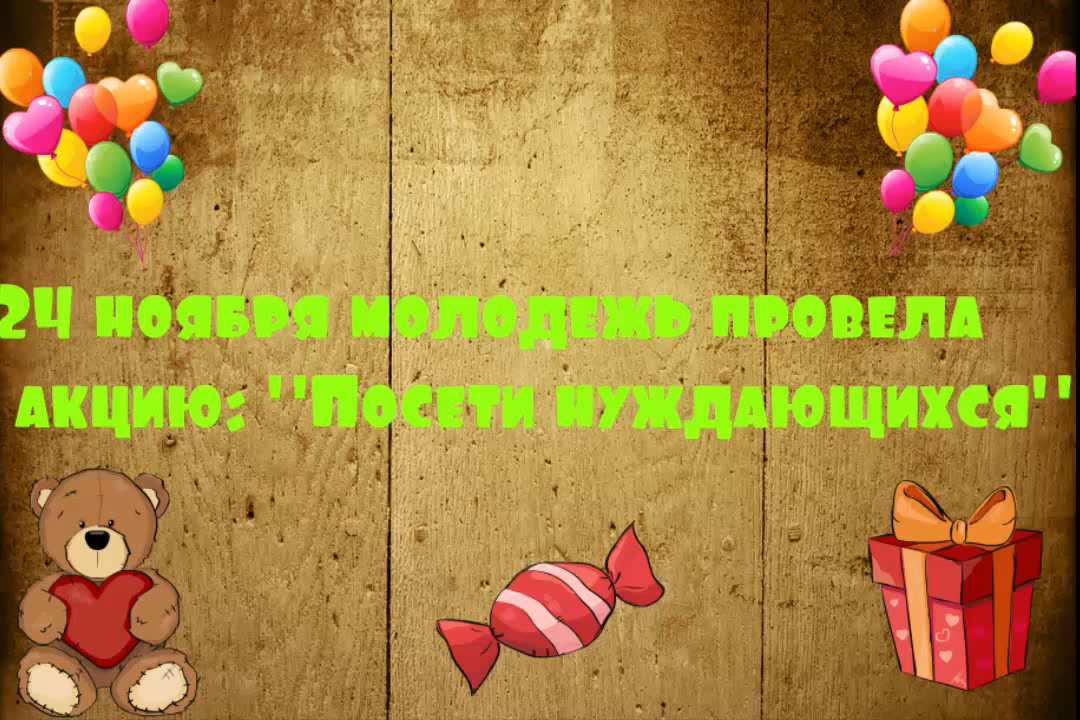 24 ноября молодежь провела
акцию: ''Посети нуждающихся''